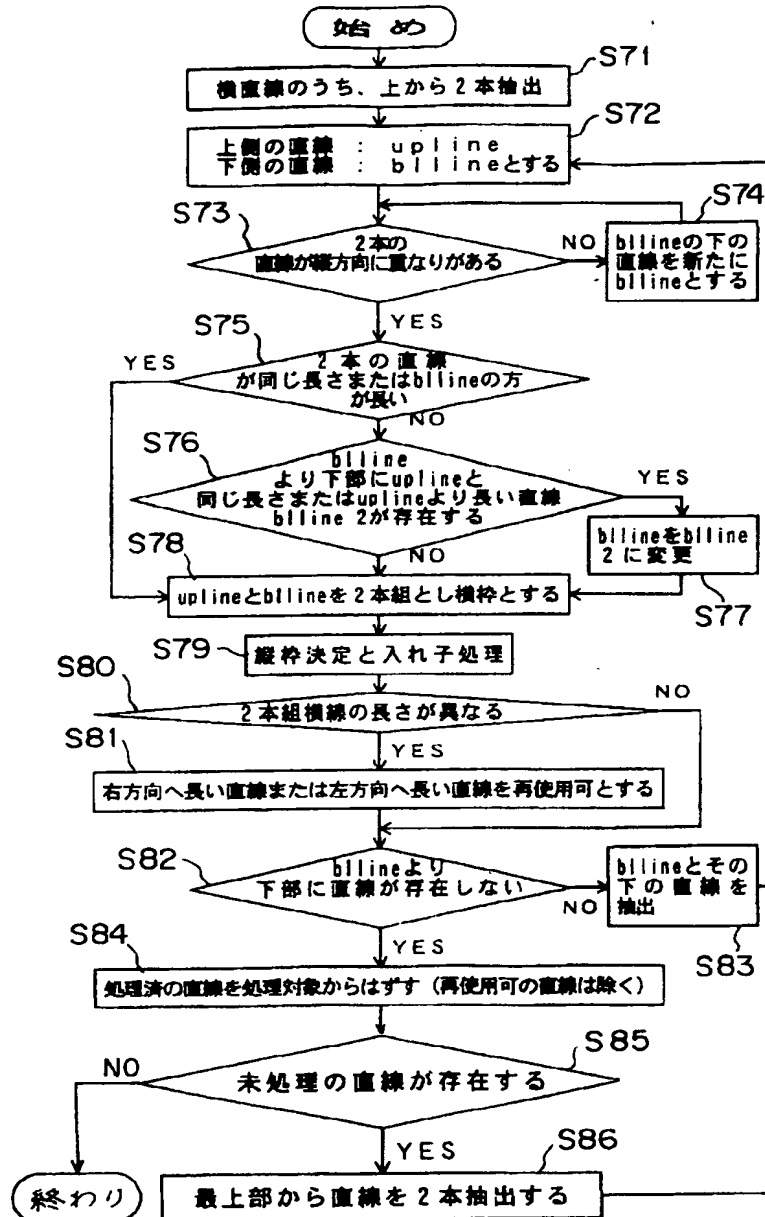 始め
S71
横直線のうち、上から2本抽出
S72
上側の直線 : upline
下側の直線 : bllineとする
S73
2本の
直線が縦方向に重なりがある
NO
S74
bllineの下の
直線を新たに
bllineとする
YES
S75
YES
2本の直線
が同じ長さまたはbllineの方
が長い
NO
S76
blline
より下部にuplineと
同じ長さまたはuplineより長い直線
blline 2が存在する
YES
bllineをblline
2に変更
S77
NO
S78
uplineとbllineを2本組とし横枠とする
S79
縦枠決定と入れ子処理
S80
2本組横線の長さが異なる
NO
S81
YES
右方向へ長い直線または左方向へ長い直線を再使用可とする
S82
bllineより
下部に直線が存在しない
NO
bllineとその
下の直線を
抽出
S83
YES
S84
処理済の直線を処理対象からはずす(再使用可の直線は除く)
S85
NO
未処理の直線が存在する
YES
S86
終わり
最上部から直線を2本抽出する